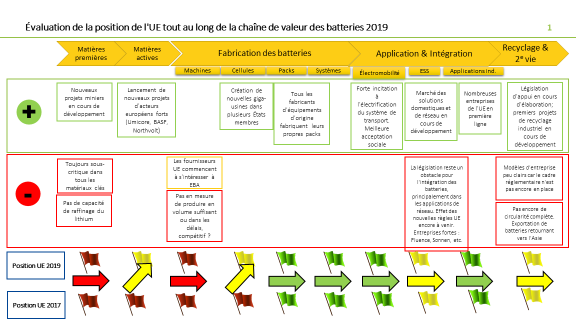 Évaluation de la position de l'UE tout au long de la chaîne de valeur des batteries 2019
1
Matières
premières
Matières
actives
Fabrication des batteries
Application & Intégration
Recyclage &
2e vie
Machines
Cellules
Packs
Systèmes
Électromobilité
ESS
Applications ind.
+
Nouveaux
projets miniers
en cours de
développement
Lancement de
nouveaux projets
d'acteurs
européens forts
(Umicore, BASF,
Northvolt)
Création de
nouvelles giga-
usines dans
plusieurs États
membres
Tous les
fabricants
d'équipements
d'origine
fabriquent leurs
propres packs
Forte incitation
à
l'électrification
du système de
transport.
Meilleure
acceptation
sociale
Marché des
solutions
domestiques et
de réseau en
cours de
développement
Nombreuses
entreprises
de l'UE en
première
ligne
Législation
d'appui en cours
d'élaboration;
premiers projets
de recyclage
industriel en
cours de
développement
-
Toujours sous-
critique dans
tous les
matériaux clés
Pas de capacité
de raffinage du
lithium
Les fournisseurs
UE commencent
à s'intéresser à
EBA
Pas en mesure
de produire en
volume suffisant
ou dans les
délais,
compétitif ?
La législation reste un
obstacle pour
l'intégration des
batteries,
principalement dans
les applications de
réseau. Effet des
nouvelles règles UE
encore à venir.
Entreprises fortes :
Fluence, Sonnen, etc.
Modèles d'entreprise
peu clairs car le cadre
réglementaire n'est
pas encore en place
Pas encore de
circularité complète.
Exportation de
batteries retournant
vers l'Asie
Position UE 2019
Position UE 2017